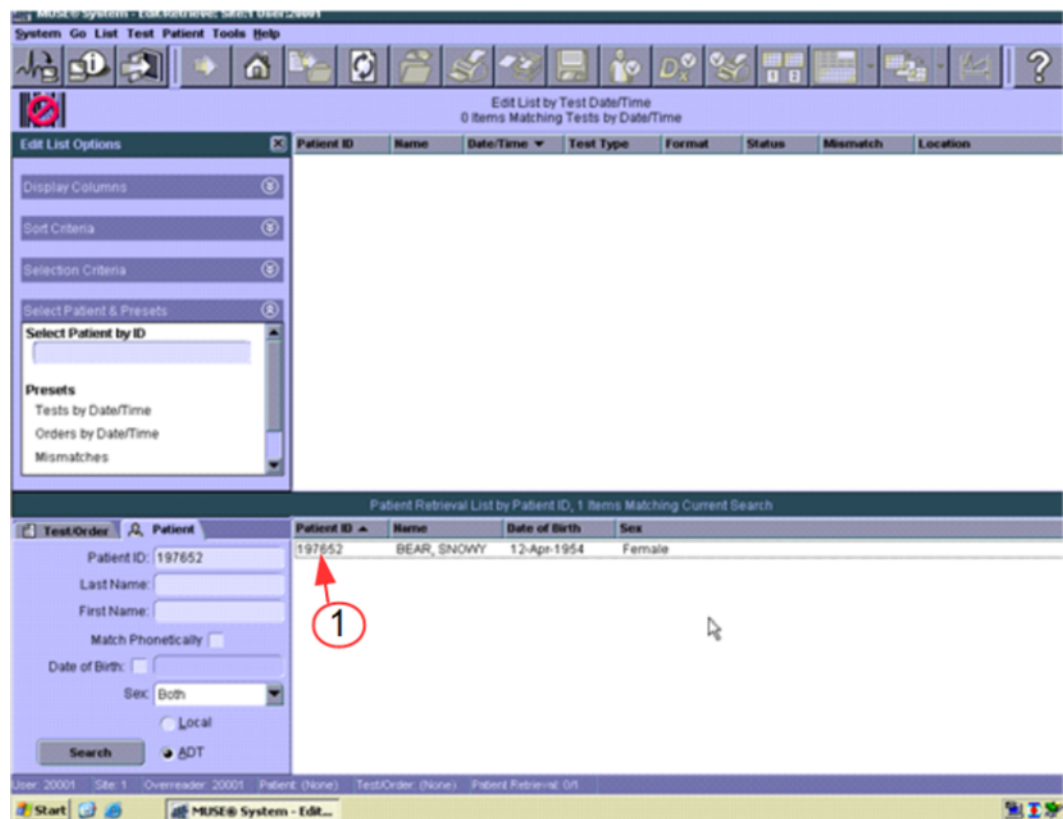 MUSE® System - Edit/Retrieve: Site:1 User:20001
System Go List Test Patient Tools Help
Edit List by Test Date/Time
0 Items Matching Tests by Date/Time
Edit List Options
Patient ID Name Date/Time Test Type Format Status Mismatch Location
Display Columns
Sort Criteria
Selection Criteria
Select Patient & Presets
Select Patient by ID
Presets
Tests by Date/Time
Orders by Date/Time
Mismatches
Patient Retrieval List by Patient ID, 1 Items Matching Current Search
Test/Order Patient
Patient ID Name Date of Birth Sex
Patient ID: 197652
197652 BEAR, SNOWY 12-Apr-1954 Female
Last Name:
First Name:
1
Match Phonetically
Date of Birth:
Sex: Both
Local
Search ADT
User: 20001 Site: 1 Overreader: 20001 Patient: (None) Test/Order: (None) Patient Retrieval: 0/1
Start MUSE® System - Edit...